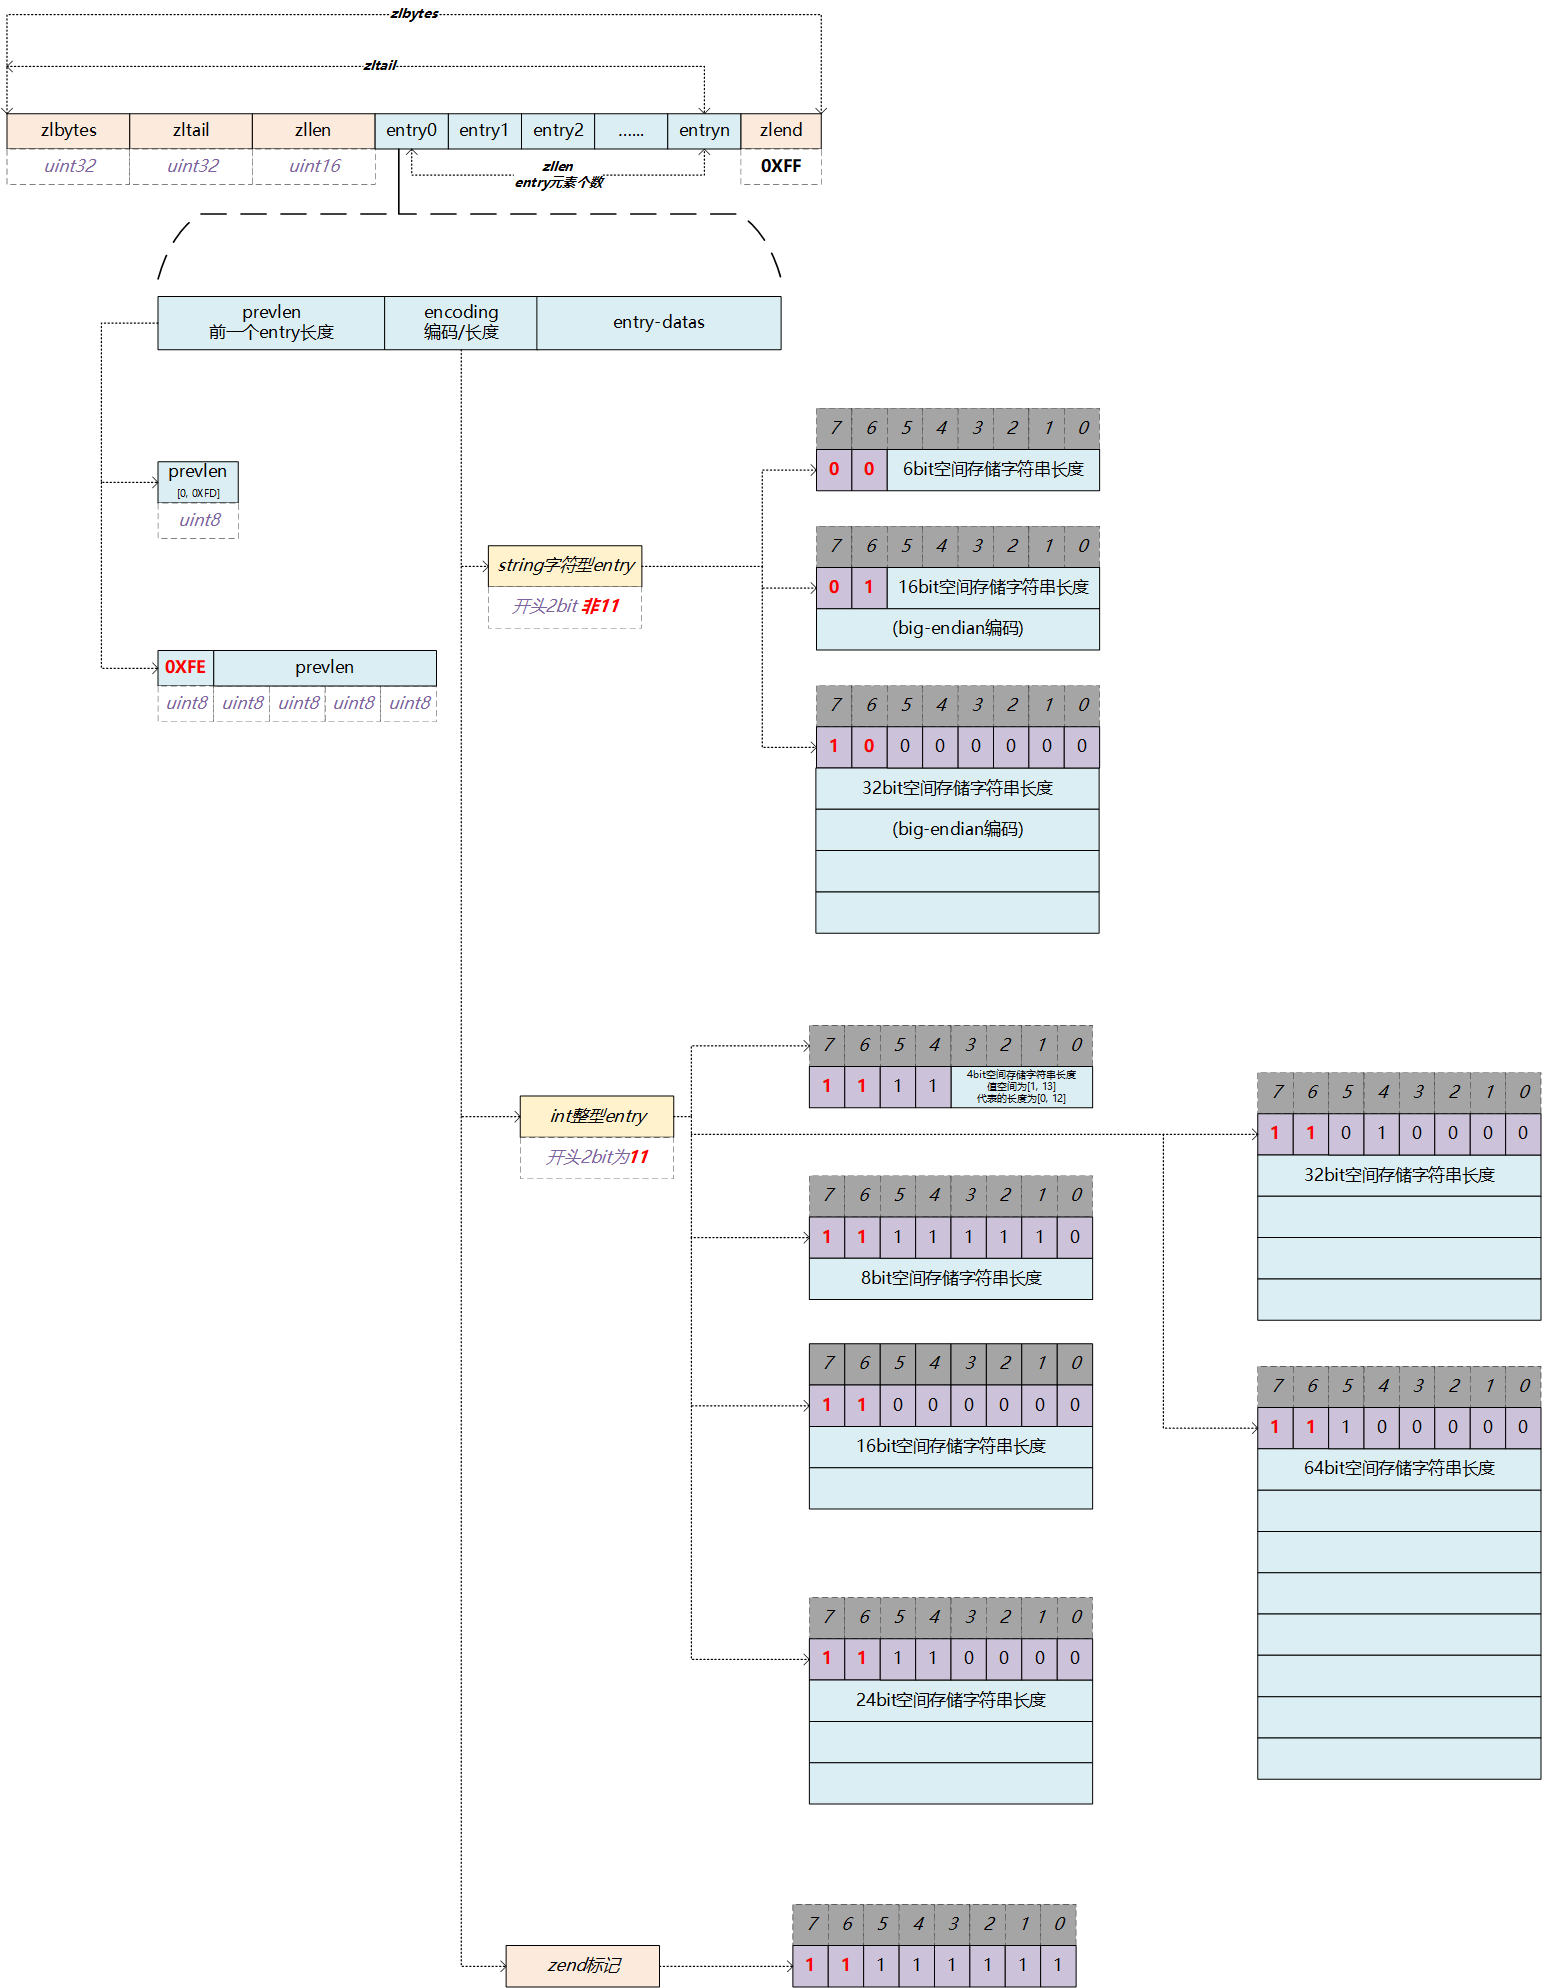 zlbytes
zltail
zlbytes zltail zllen entry0 entry1 entry2 ...... entryn zlend
uint32 uint32 uint16 0XFF
zllen
entry元素个数
prevlen
前一个entry长度
encoding
编码/长度
entry-datas
prevlen
[0, 0XFD]
uint8
0XFE prevlen
uint8 uint8 uint8 uint8 uint8
string字符型entry
开头2bit 非11
7 6 5 4 3 2 1 0
0 0 6bit空间存储字符串长度
7 6 5 4 3 2 1 0
0 1 16bit空间存储字符串长度
(big-endian编码)
7 6 5 4 3 2 1 0
1 0 0 0 0 0 0 0
32bit空间存储字符串长度
(big-endian编码)
int整型entry
开头2bit为11
7 6 5 4 3 2 1 0
1 1 1 1
4bit空间存储字符串长度
值空间为[1, 13]
代表的长度为[0, 12]
7 6 5 4 3 2 1 0
1 1 0 1 0 0 0 0
32bit空间存储字符串长度
7 6 5 4 3 2 1 0
1 1 1 1 1 1 1 0
8bit空间存储字符串长度
7 6 5 4 3 2 1 0
1 1 0 0 0 0 0 0
16bit空间存储字符串长度
7 6 5 4 3 2 1 0
1 1 1 0 0 0 0 0
64bit空间存储字符串长度
7 6 5 4 3 2 1 0
1 1 1 1 0 0 0 0
24bit空间存储字符串长度
zend标记
7 6 5 4 3 2 1 0
1 1 1 1 1 1 1 1